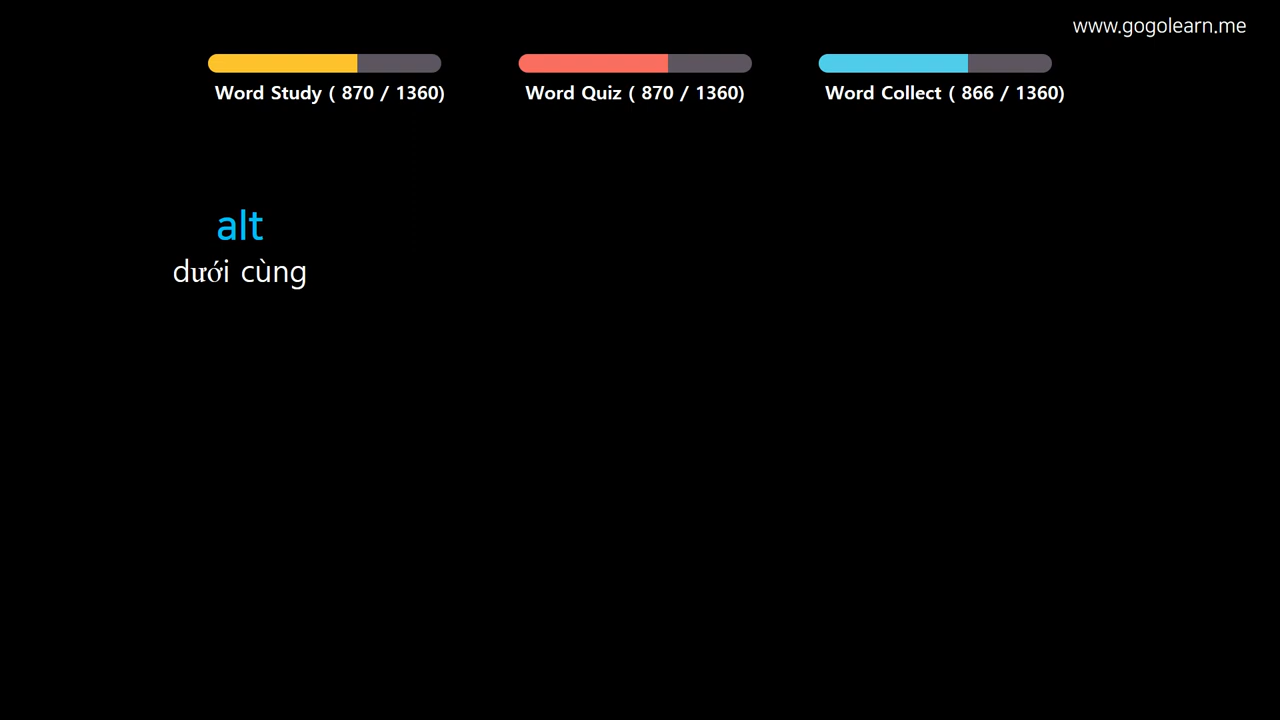 www.gogolearn.me
Word Study ( 870 / 1360)
Word Quiz ( 870 / 1360)
Word Collect ( 866 / 1360)
alt
dưới cùng